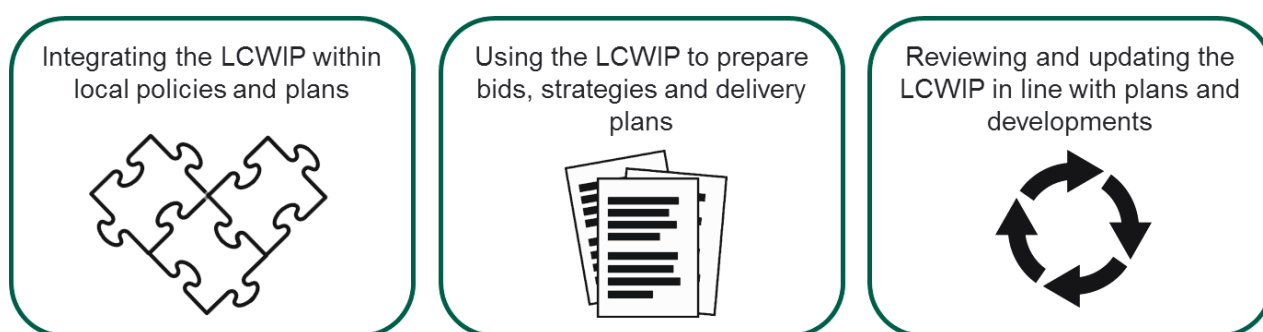 Integrating the LCWIP within
local policies and plans
Using the LCWIP to prepare
bids, strategies and delivery
plans
Reviewing and updating the
LCWIP in line with plans and
developments